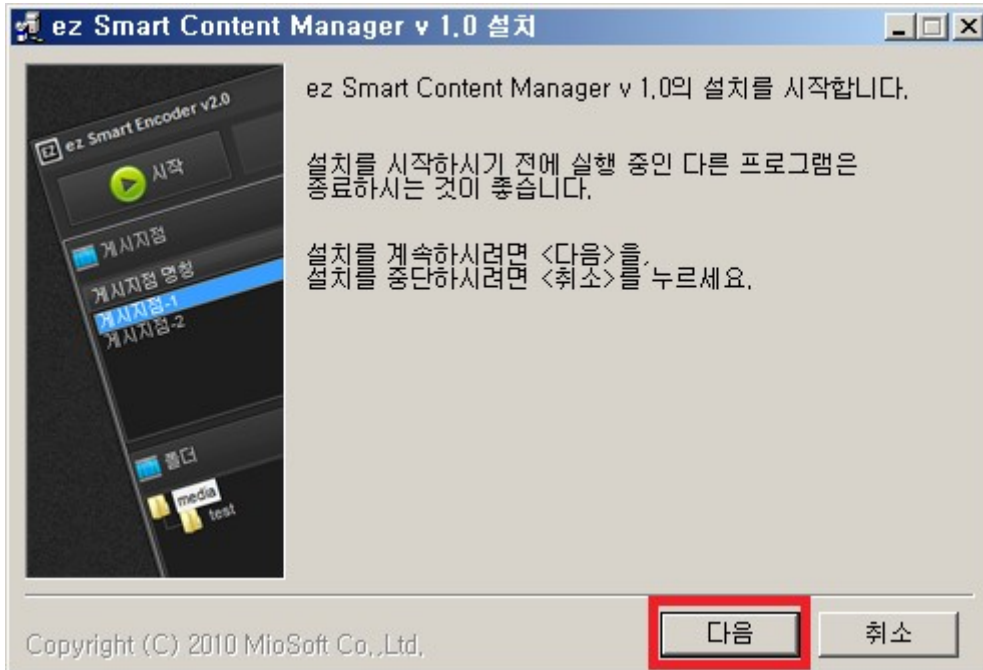 ez Smart Content Manager v 1.0 설치
ez Smart Encoder v2.0
시작
게시지점
게시지점 명칭
게시지점-1
게시지점-2
폴더
media
test
ez Smart Content Manager v 1.0의 설치를 시작합니다.
설치를 시작하시기 전에 실행 중인 다른 프로그램은
종료하시는 것이 좋습니다.
설치를 계속하시려면 <다음>을,
설치를 중단하시려면 <취소>를 누르세요.
Copyright (C) 2010 MioSoft Co.,Ltd.
다음
취소